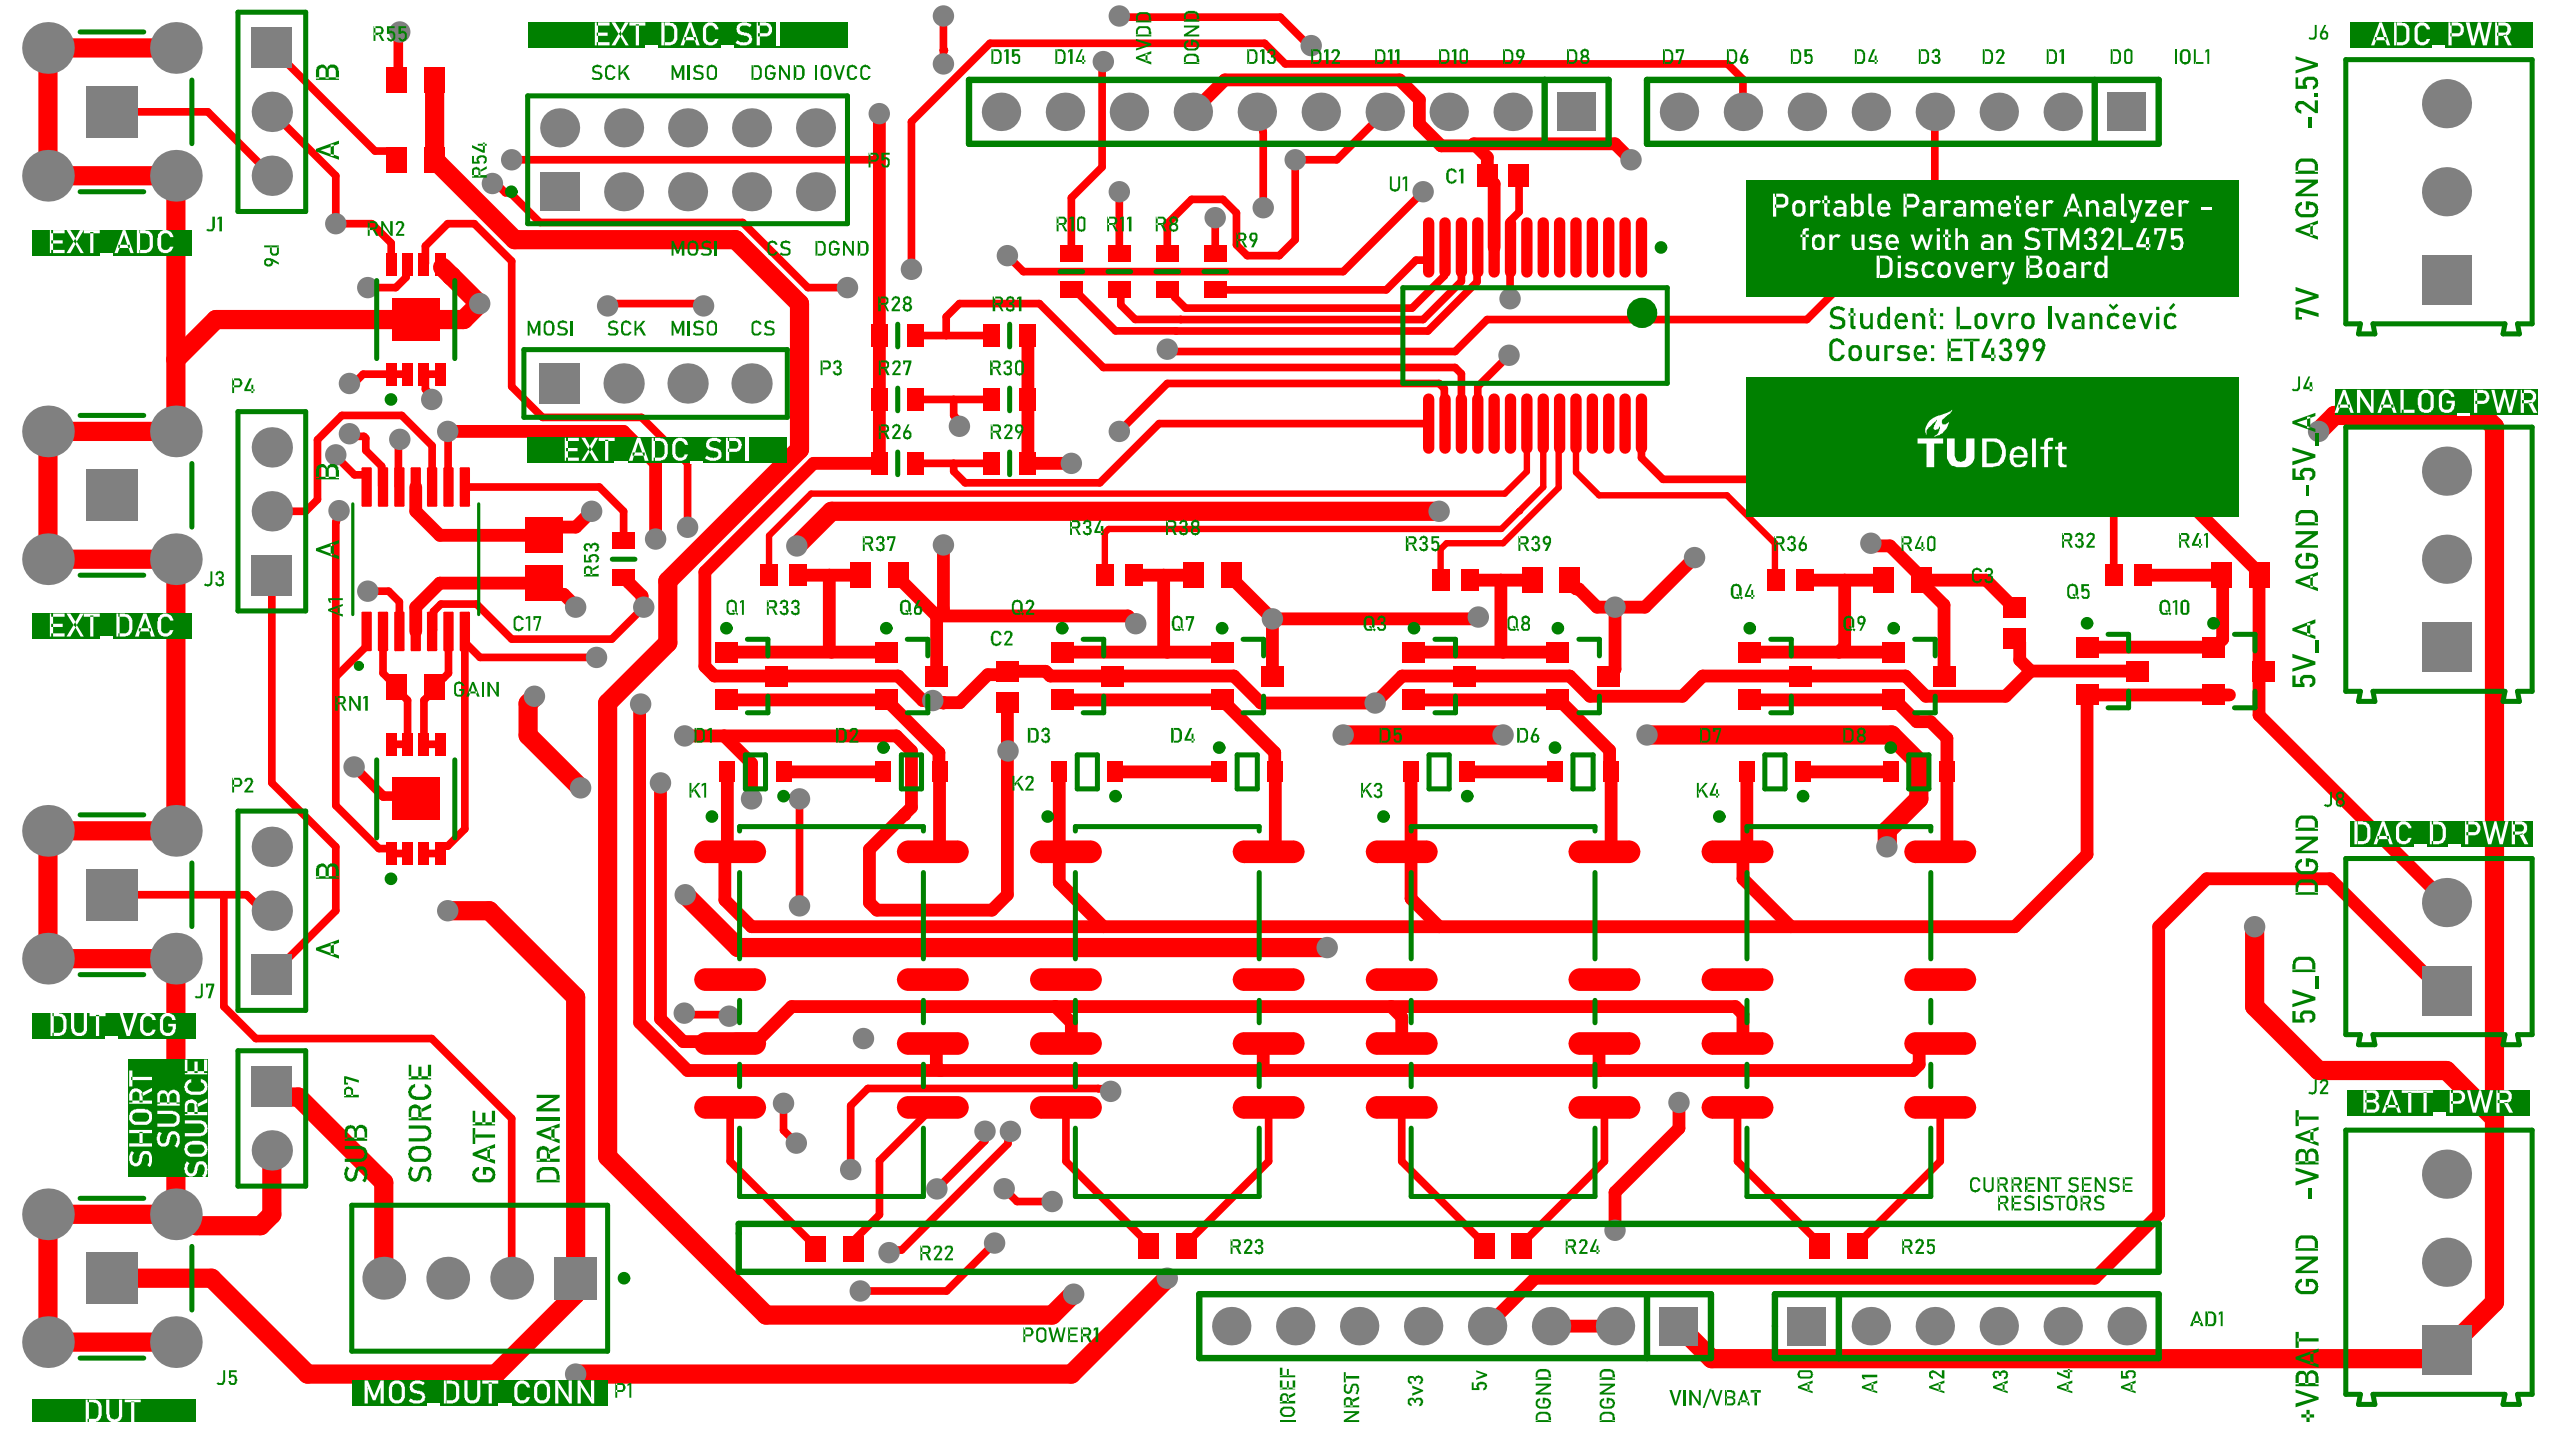 R55
EXT_DAC_SPI
SCK
MISO
DGND
IOVCC
R54
P5
MOSI
CS
DGND
AVDD
DGND
D15
D14
D13
D12
D11
D10
D9
D8
D7
D6
D5
D4
D3
D2
D1
D0
IOL1
J6
ADC_PWR
-2.5V
AGND
7V
B
A
J1
P6
EXT_ADC
RN2
U1
C1
R10
R11
R8
R9
Portable Parameter Analyzer -
for use with an STM32L475
Discovery Board
Student: Lovro Ivančević
Course: ET4399
TUDelft
R28
R31
R27
R30
R26
R29
MOSI
SCK
MISO
CS
P3
EXT_ADC_SPI
P4
B
A
J3
EXT_DAC
A1
R53
C17
RN1
GAIN
J4
ANALOG_PWR
-5V_A
AGND
5V_A
R34
R38
R37
R35
R39
R36
R40
R32
R41
Q1
R33
Q6
Q2
C2
Q7
Q3
Q8
Q4
Q9
C3
Q5
Q10
D1
D2
D3
D4
D5
D6
D7
D8
K1
K2
K3
K4
P2
B
A
J7
DUT_VCG
J8
DAC_D_PWR
DGND
5V_D
SHORT
SUB
SOURCE
P7
SUB
SOURCE
GATE
DRAIN
J2
BATT_PWR
-VBAT
GND
+VBAT
CURRENT SENSE
RESISTORS
R22
R23
R24
R25
POWER1
AD1
J5
DUT
MOS_DUT_CONN
P1
IOREF
NRST
3v3
5v
DGND
DGND
VIN/VBAT
A0
A1
A2
A3
A4
A5